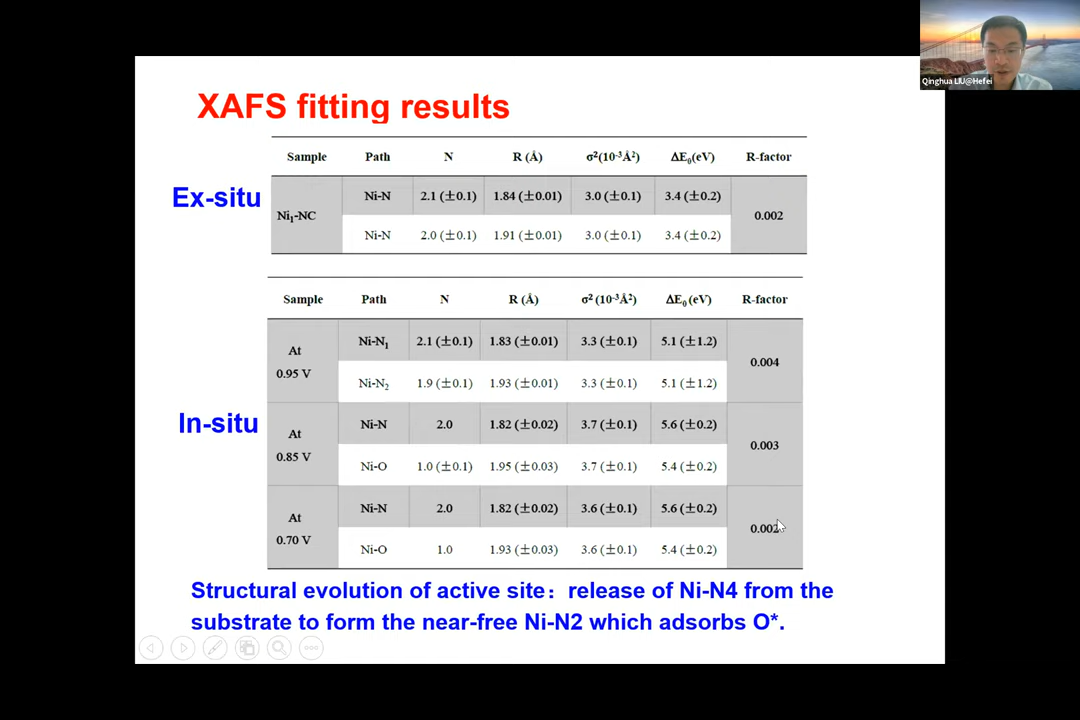 Qinghua LIU@Hefei
XAFS fitting results
Ex-situ
Sample Path N R (Å) σ²(10⁻³Å²) ΔE₀(eV) R-factor
Ni₁-NC Ni-N 2.1 (±0.1) 1.84 (±0.01) 3.0 (±0.1) 3.4 (±0.2) 0.002
Ni-N 2.0 (±0.1) 1.91 (±0.01) 3.0 (±0.1) 3.4 (±0.2)
In-situ
Sample Path N R (Å) σ² (10⁻³Å²) ΔE₀ (eV) R-factor
At 0.95 V Ni-N₁ 2.1 (±0.1) 1.83 (±0.01) 3.3 (±0.1) 5.1 (±1.2) 0.004
Ni-N₂ 1.9 (±0.1) 1.93 (±0.01) 3.3 (±0.1) 5.1 (±1.2)
At 0.85 V Ni-N 2.0 1.82 (±0.02) 3.7 (±0.1) 5.6 (±0.2) 0.003
Ni-O 1.0 (±0.1) 1.95 (±0.03) 3.7 (±0.1) 5.4 (±0.2)
At 0.70 V Ni-N 2.0 1.82 (±0.02) 3.6 (±0.1) 5.6 (±0.2) 0.002
Ni-O 1.0 1.93 (±0.03) 3.6 (±0.1) 5.4 (±0.2)
Structural evolution of active site：release of Ni-N4 from the
substrate to form the near-free Ni-N2 which adsorbs O*.